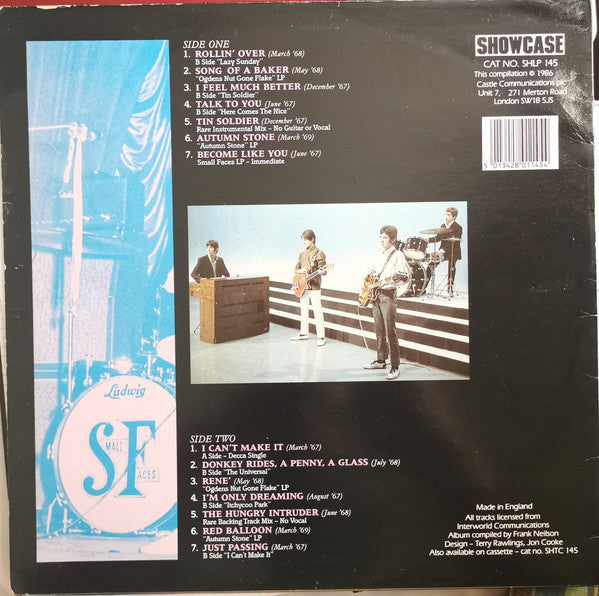 SIDE ONE
1. ROLLIN' OVER (March '68)
B Side "Lazy Sunday"
2. SONG OF A BAKER (May '68)
"Ogdens Nut Gone Flake" LP
3. I FEEL MUCH BETTER (December '67)
B Side "Tin Soldier"
4. TALK TO YOU (June '67)
B Side "Here Comes The Nice"
5. TIN SOLDIER (December '67)
Rare Instrumental Mix – No Guitar or Vocal
6. AUTUMN STONE (March '69)
"Autumn Stone" LP
7. BECOME LIKE YOU (June '67)
Small Faces LP – Immediate
SHOWCASE
CAT NO. SHLP 145
This compilation © 1986
Castle Communications plc
Unit 7, 271 Merton Road
London SW18 5JS
5 013428 011454
Ludwig
SMALL
FACES
SIDE TWO
1. I CAN'T MAKE IT (March '67)
A Side – Decca Single
2. DONKEY RIDES, A PENNY, A GLASS (July '68)
B Side "The Universal"
3. RENE' (May '68)
"Ogdens Nut Gone Flake" LP
4. I'M ONLY DREAMING (August '67)
B Side "Itchycoo Park"
5. THE HUNGRY INTRUDER (June '68)
Rare Backing Track Mix – No Vocal
6. RED BALLOON (March '69)
"Autumn Stone" LP
7. JUST PASSING (March '67)
B Side "I Can't Make It"
Made in England
All tracks licensed from
Interworld Communications
Album compiled by Frank Neilson
Design – Terry Rawlings, Jon Cooke
Also available on cassette – cat no. SHTC 145